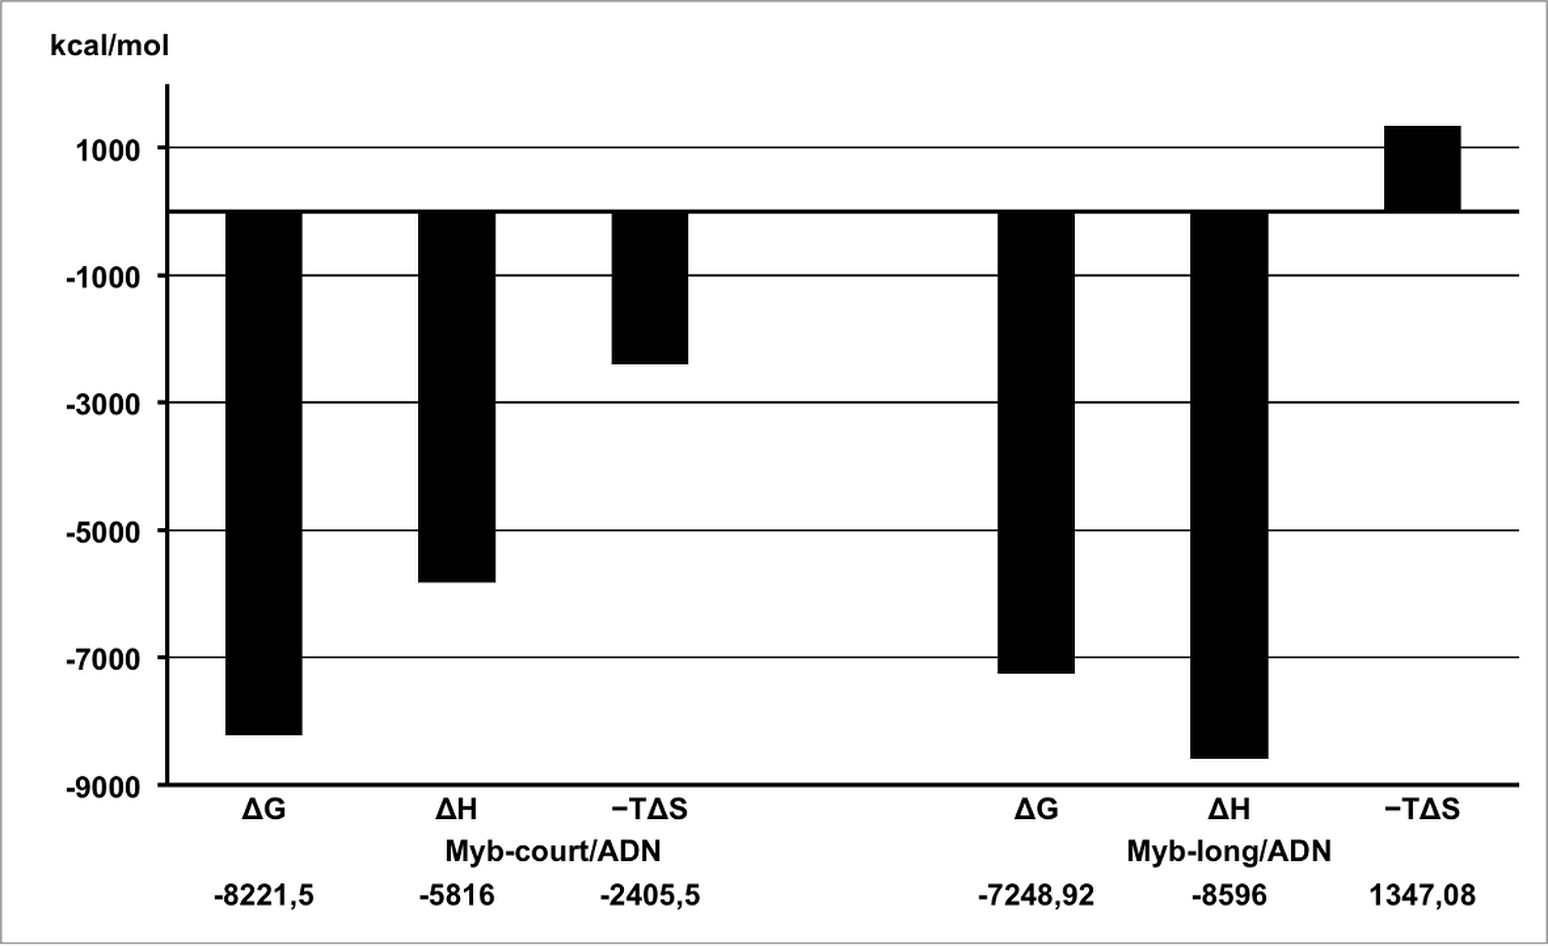 kcal/mol
1000
-1000
-3000
-5000
-7000
-9000
ΔG ΔH −TΔS ΔG ΔH −TΔS
Myb-court/ADN Myb-long/ADN
-8221,5 -5816 -2405,5 -7248,92 -8596 1347,08